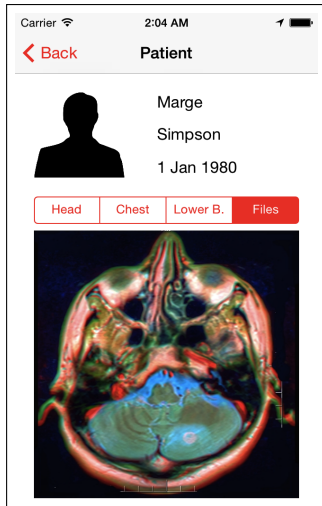 Carrier 2:04 AM
Back Patient
Marge
Simpson
1 Jan 1980
Head Chest Lower B. Files